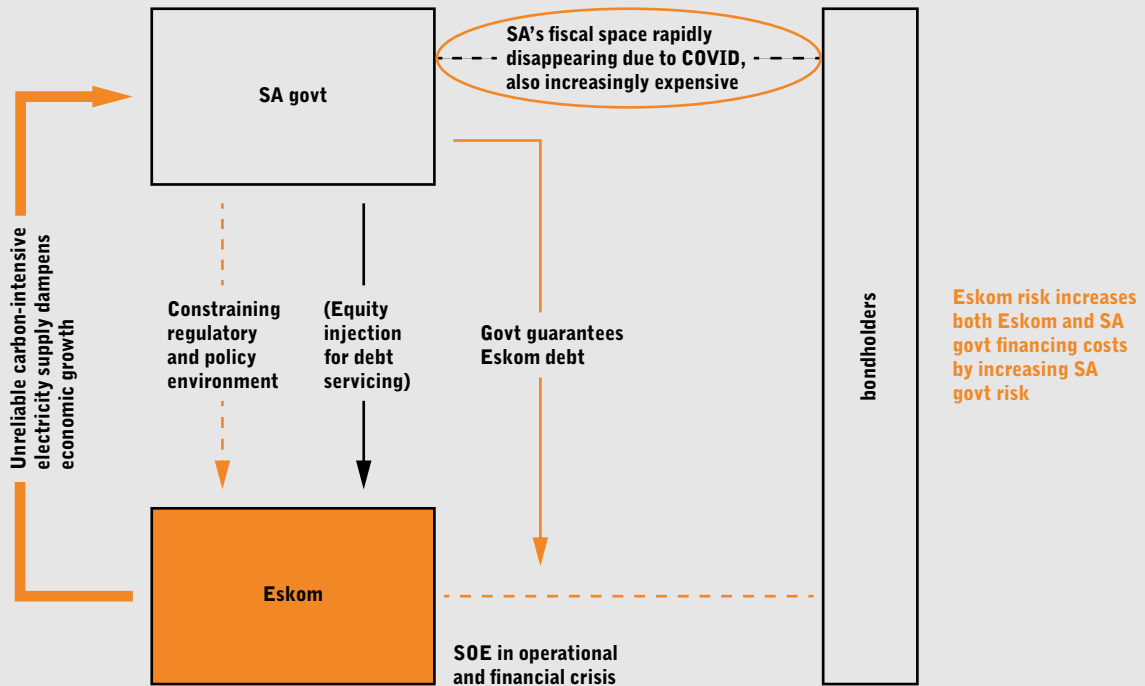 SA’s fiscal space rapidly
disappearing due to COVID,
also increasingly expensive
SA govt
Unreliable carbon-intensive
electricity supply dampens
economic growth
Constraining
regulatory
and policy
environment
(Equity
injection
for debt
servicing)
Govt guarantees
Eskom debt
bondholders
Eskom risk increases
both Eskom and SA
govt financing costs
by increasing SA
govt risk
Eskom
SOE in operational
and financial crisis